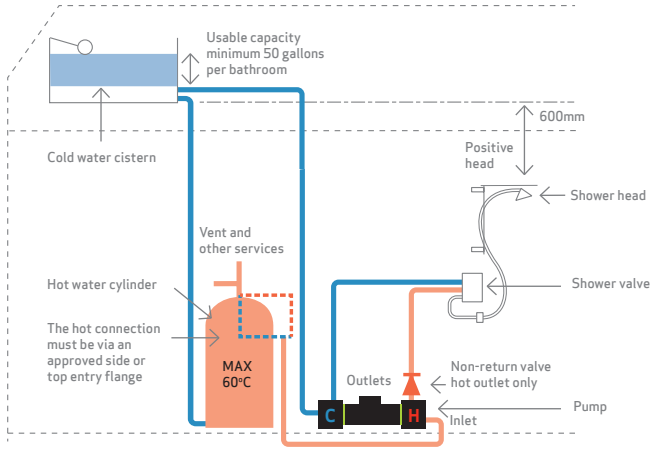 Usable capacity
minimum 50 gallons
per bathroom
600mm
Cold water cistern
Positive
head
Shower head
Vent and
other services
Hot water cylinder
Shower valve
The hot connection
must be via an
approved side or
top entry flange
MAX
60°C
Outlets
Non-return valve
hot outlet only
C
H
Pump
Inlet